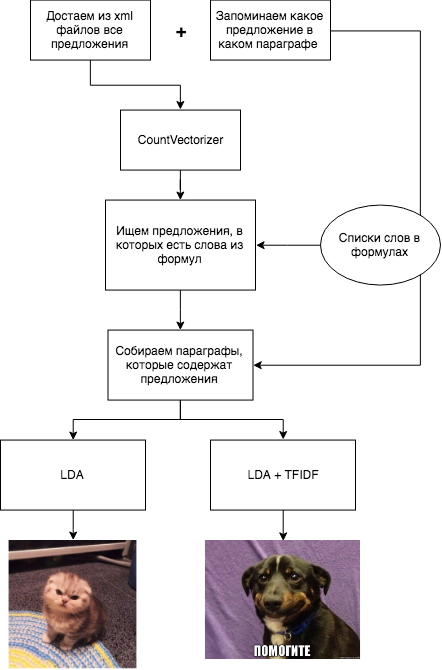 Достаем из xml
файлов все
предложения
+
Запоминаем какое
предложение в
каком параграфе
CountVectorizer
Ищем предложения, в
которых есть слова из
формул
Списки слов в
формулах
Собираем параграфы,
которые содержат
предложения
LDA
LDA + TFIDF
ПОМОГИТЕ